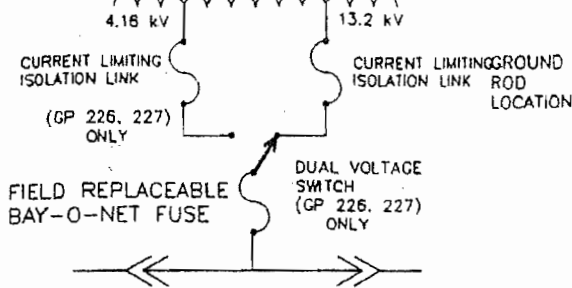 4.16 kV
13.2 kV
CURRENT LIMITING
ISOLATION LINK
CURRENT LIMITING
ISOLATION LINK
GROUND
ROD
LOCATION
(GP 226, 227)
ONLY
DUAL VOLTAGE
SWITCH
(GP 226, 227)
ONLY
FIELD REPLACEABLE
BAY-O-NET FUSE